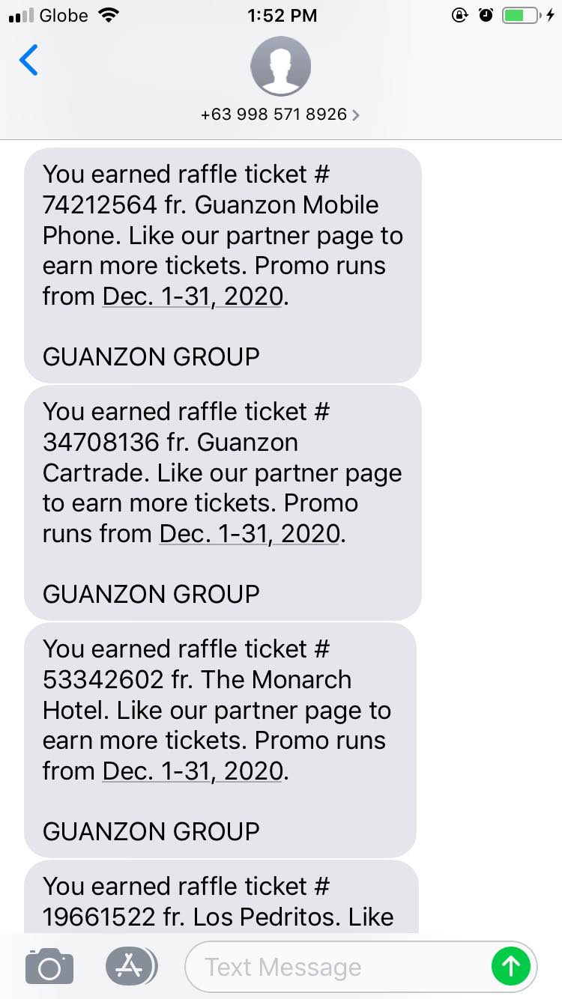 Globe 1:52 PM
+63 998 571 8926
You earned raffle ticket #
74212564 fr. Guanzon Mobile
Phone. Like our partner page to
earn more tickets. Promo runs
from Dec. 1-31, 2020.
GUANZON GROUP
You earned raffle ticket #
34708136 fr. Guanzon
Cartrade. Like our partner page
to earn more tickets. Promo
runs from Dec. 1-31, 2020.
GUANZON GROUP
You earned raffle ticket #
53342602 fr. The Monarch
Hotel. Like our partner page to
earn more tickets. Promo runs
from Dec. 1-31, 2020.
GUANZON GROUP
You earned raffle ticket #
19661522 fr. Los Pedritos. Like
Text Message